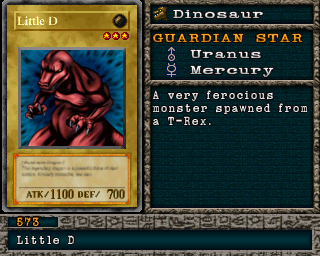 Little D
ATK/1100 DEF/ 700
Dinosaur
GUARDIAN STAR
Uranus
Mercury
A very ferocious
monster spawned from
a T-Rex.
573
Little D